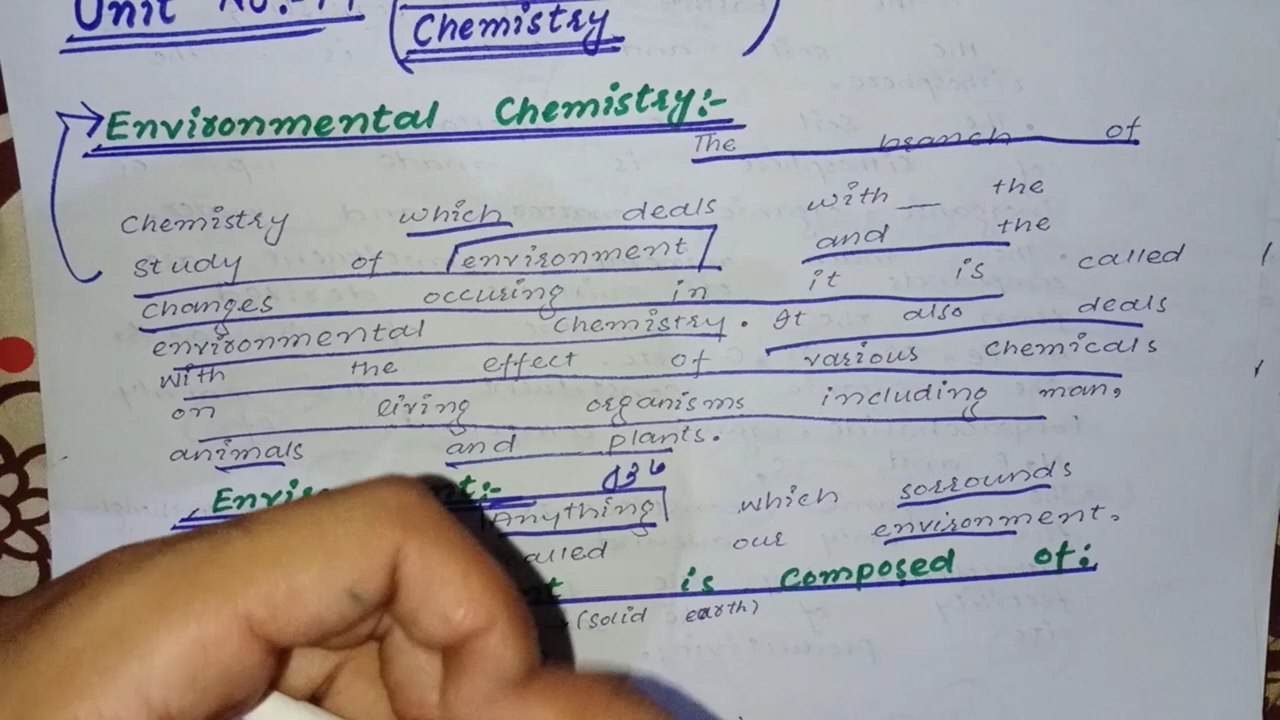 Unit No:-
Chemistry
Environmental Chemistry:-
The branch of
Chemistry which deals with the
study of environment and the
changes occuring in it is called
environmental chemistry. It also deals
with the effect of various chemicals
on living organisms including man,
animals and plants.
Anything which sorrounds
called our environment.
is composed of:
(solid earth)